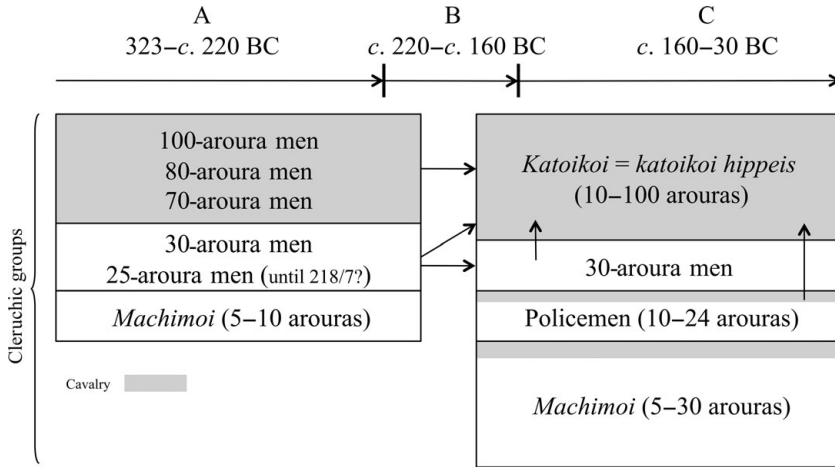 A
B
C
323–c. 220 BC
c. 220–c. 160 BC
c. 160–30 BC
Cleruchic groups
100-aroura men
80-aroura men
70-aroura men
30-aroura men
25-aroura men (until 218/7?)
Machimoi (5–10 arouras)
Cavalry
Katoikoi = katoikoi hippeis
(10–100 arouras)
30-aroura men
Policemen (10–24 arouras)
Machimoi (5–30 arouras)